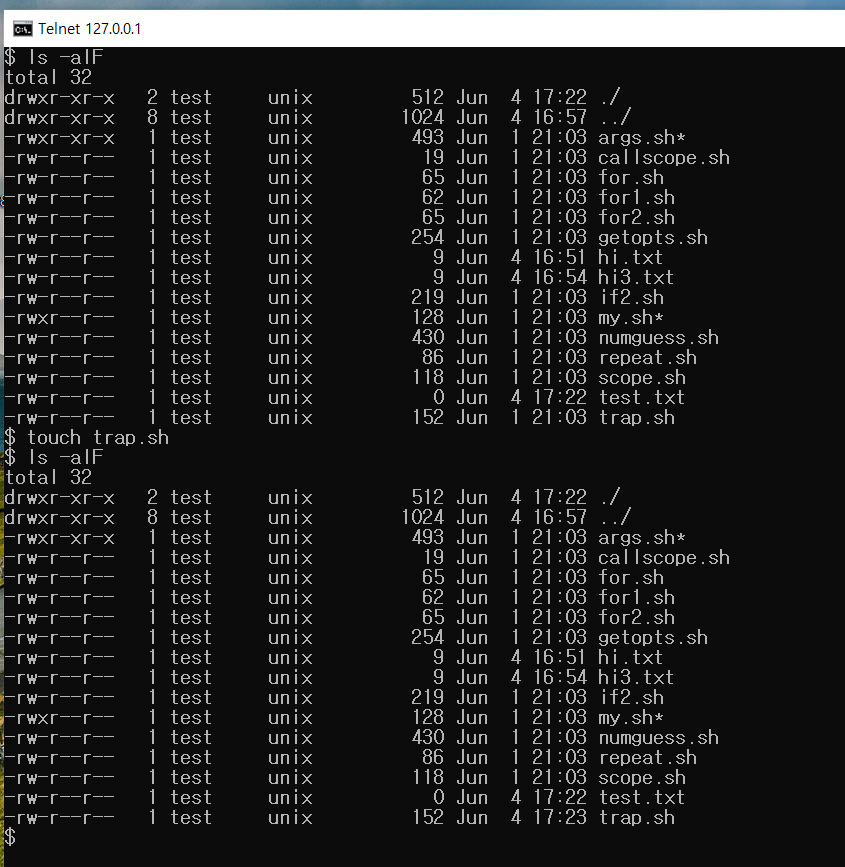 Telnet 127.0.0.1
$ ls -alF
total 32
drwxr-xr-x   2 test     unix         512 Jun  4 17:22 ./
drwxr-xr-x   8 test     unix        1024 Jun  4 16:57 ../
-rwxr-xr-x   1 test     unix         493 Jun  1 21:03 args.sh*
-rw-r--r--   1 test     unix          19 Jun  1 21:03 callscope.sh
-rw-r--r--   1 test     unix          65 Jun  1 21:03 for.sh
-rw-r--r--   1 test     unix          62 Jun  1 21:03 for1.sh
-rw-r--r--   1 test     unix          65 Jun  1 21:03 for2.sh
-rw-r--r--   1 test     unix         254 Jun  1 21:03 getopts.sh
-rw-r--r--   1 test     unix           9 Jun  4 16:51 hi.txt
-rw-r--r--   1 test     unix           9 Jun  4 16:54 hi3.txt
-rw-r--r--   1 test     unix         219 Jun  1 21:03 if2.sh
-rwxr--r--   1 test     unix         128 Jun  1 21:03 my.sh*
-rw-r--r--   1 test     unix         430 Jun  1 21:03 numguess.sh
-rw-r--r--   1 test     unix          86 Jun  1 21:03 repeat.sh
-rw-r--r--   1 test     unix         118 Jun  1 21:03 scope.sh
-rw-r--r--   1 test     unix           0 Jun  4 17:22 test.txt
-rw-r--r--   1 test     unix         152 Jun  1 21:03 trap.sh
$ touch trap.sh
$ ls -alF
total 32
drwxr-xr-x   2 test     unix         512 Jun  4 17:22 ./
drwxr-xr-x   8 test     unix        1024 Jun  4 16:57 ../
-rwxr-xr-x   1 test     unix         493 Jun  1 21:03 args.sh*
-rw-r--r--   1 test     unix          19 Jun  1 21:03 callscope.sh
-rw-r--r--   1 test     unix          65 Jun  1 21:03 for.sh
-rw-r--r--   1 test     unix          62 Jun  1 21:03 for1.sh
-rw-r--r--   1 test     unix          65 Jun  1 21:03 for2.sh
-rw-r--r--   1 test     unix         254 Jun  1 21:03 getopts.sh
-rw-r--r--   1 test     unix           9 Jun  4 16:51 hi.txt
-rw-r--r--   1 test     unix           9 Jun  4 16:54 hi3.txt
-rw-r--r--   1 test     unix         219 Jun  1 21:03 if2.sh
-rwxr--r--   1 test     unix         128 Jun  1 21:03 my.sh*
-rw-r--r--   1 test     unix         430 Jun  1 21:03 numguess.sh
-rw-r--r--   1 test     unix          86 Jun  1 21:03 repeat.sh
-rw-r--r--   1 test     unix         118 Jun  1 21:03 scope.sh
-rw-r--r--   1 test     unix           0 Jun  4 17:22 test.txt
-rw-r--r--   1 test     unix         152 Jun  4 17:23 trap.sh
$